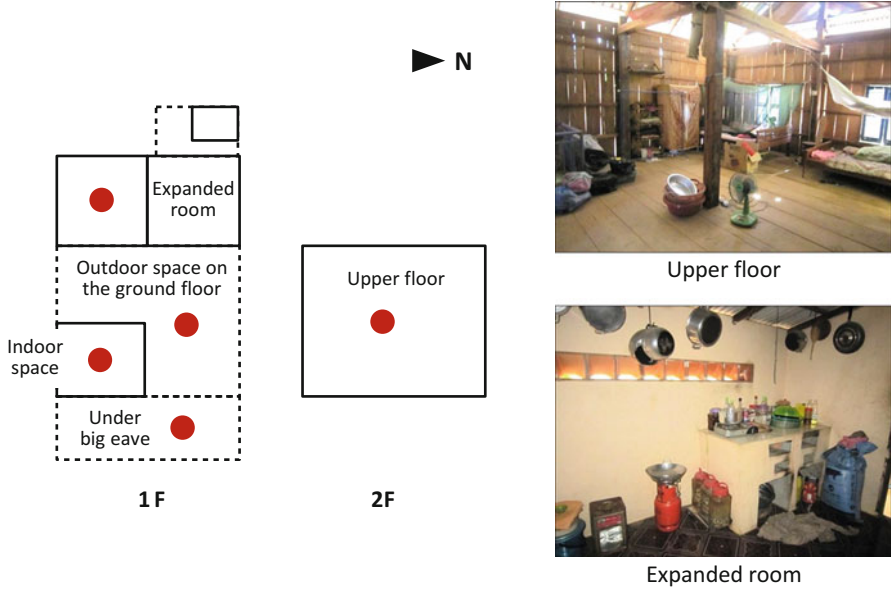 N
Expanded
room
Outdoor space on
the ground floor
Indoor
space
Under
big eave
1F
Upper floor
2F
Upper floor
Expanded room